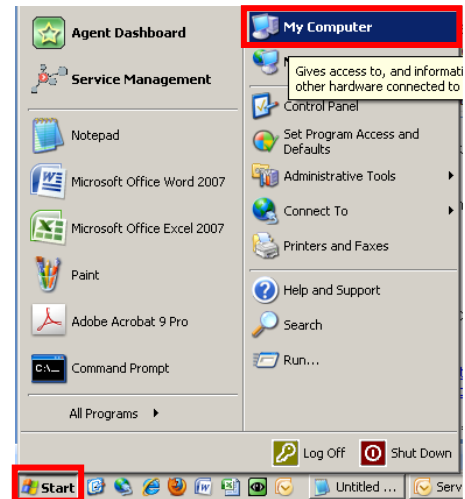 Agent Dashboard
Service Management
Notepad
Microsoft Office Word 2007
Microsoft Office Excel 2007
Paint
Adobe Acrobat 9 Pro
C:\_
Command Prompt
All Programs
My Computer
Gives access to, and informati
other hardware connected to
Control Panel
Set Program Access and
Defaults
Administrative Tools
Connect To
Printers and Faxes
Help and Support
Search
Run...
Log Off
Shut Down
Start
Untitled ...
Serv